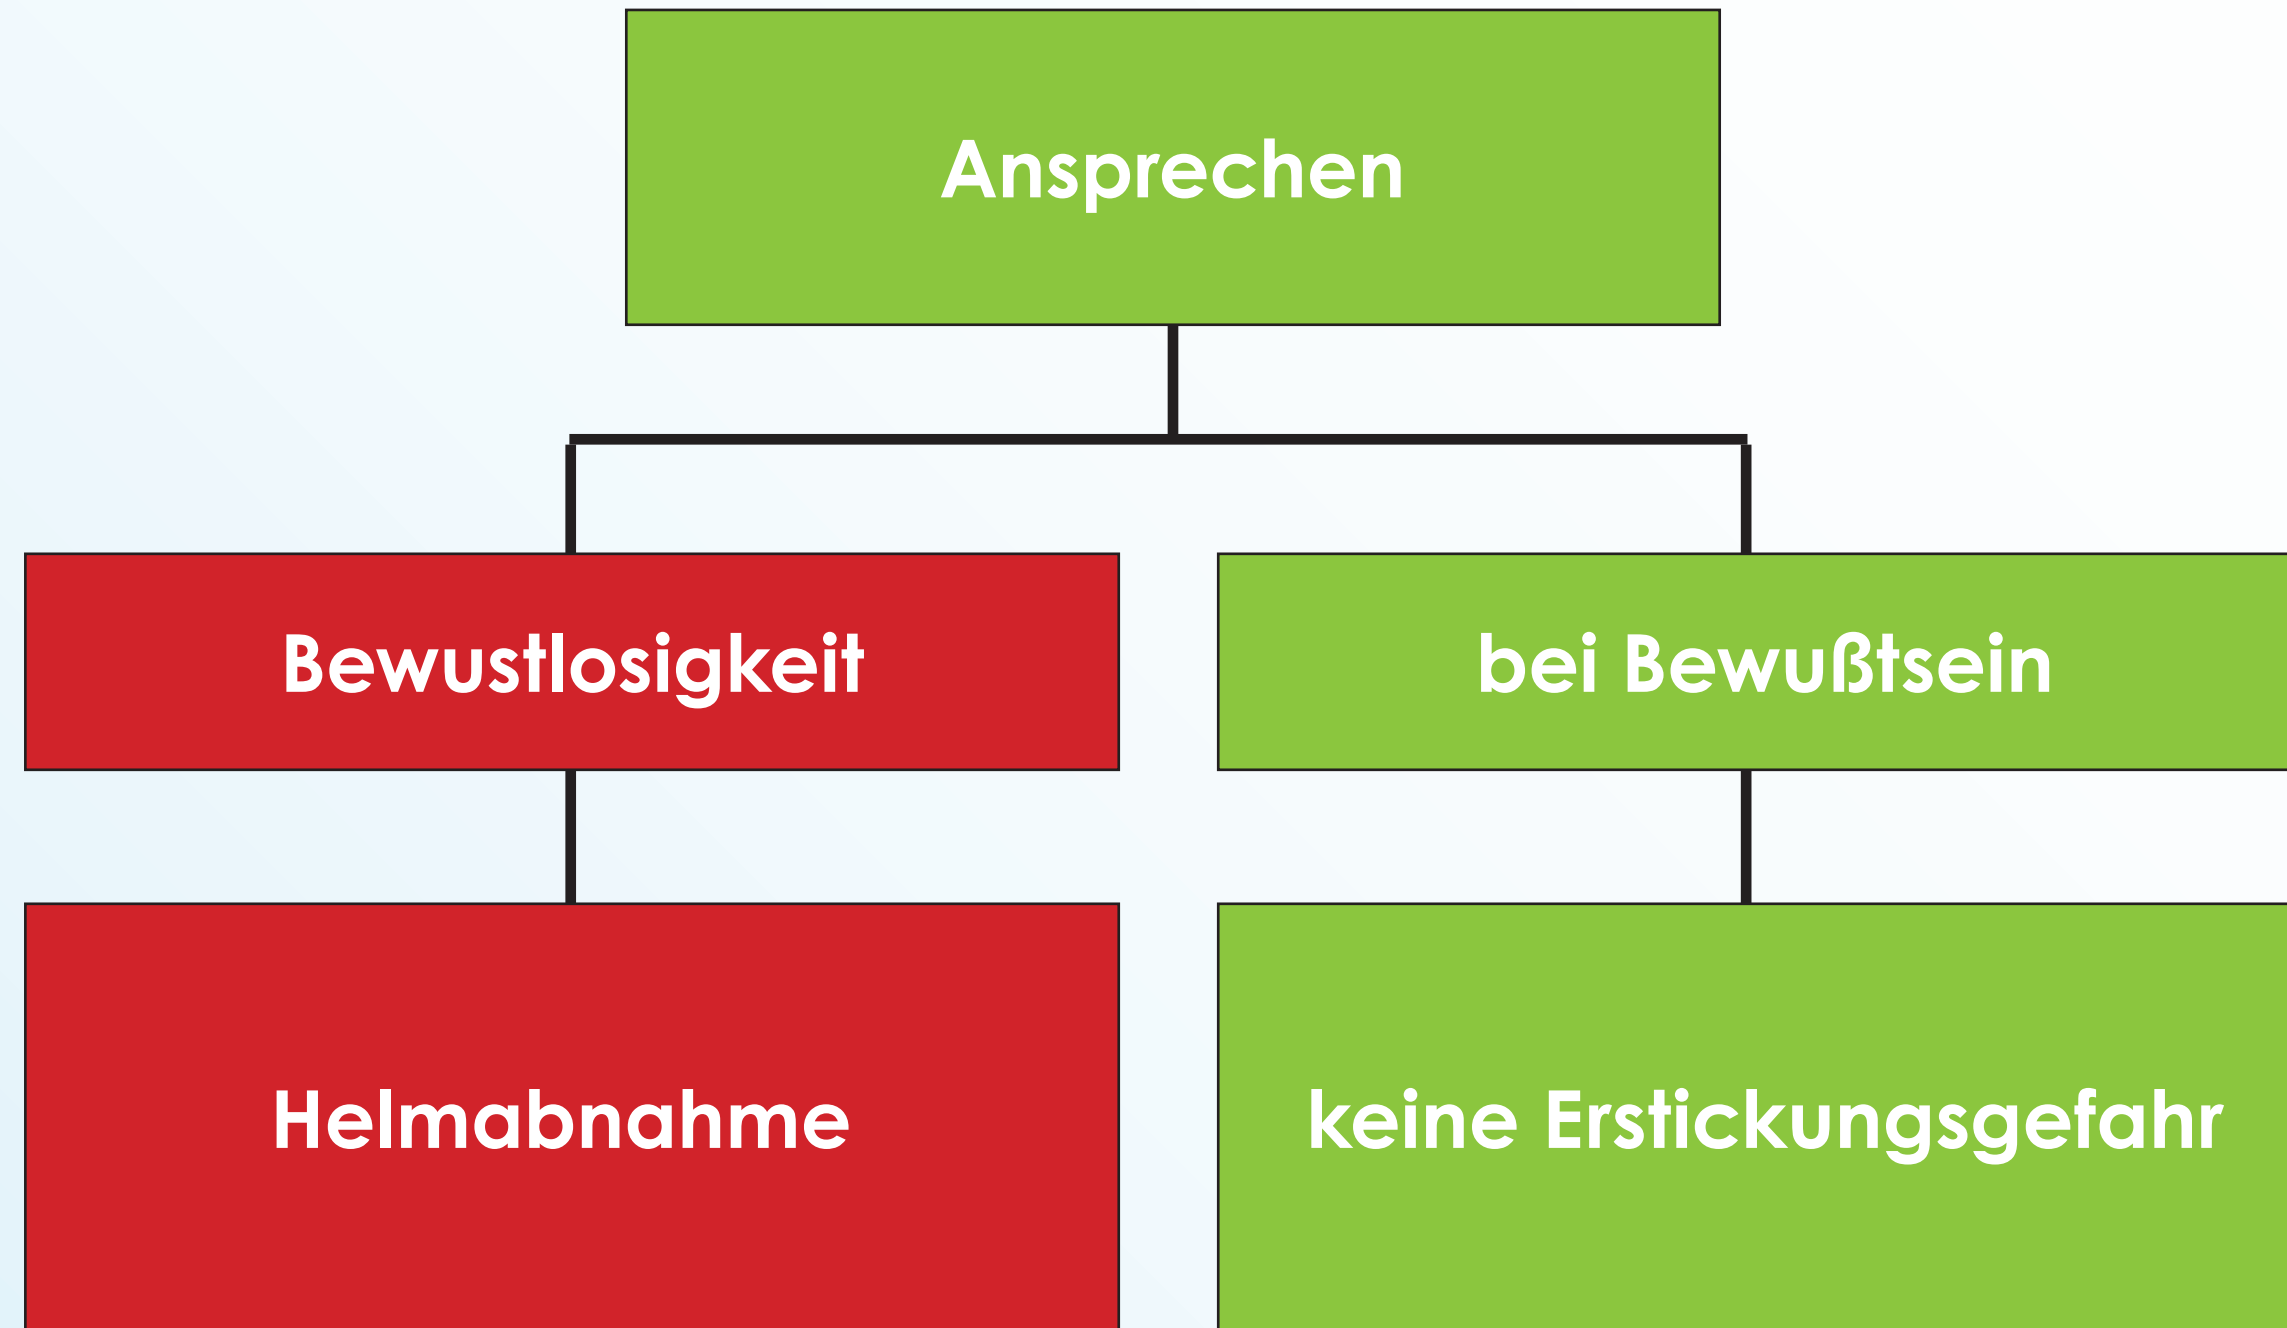 Ansprechen
Bewustlosigkeit
bei Bewußtsein
Helmabnahme
keine Erstickungsgefahr